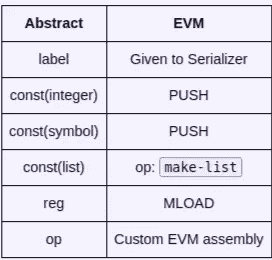 Abstract EVM
label Given to Serializer
const(integer) PUSH
const(symbol) PUSH
const(list) op: make-list
reg MLOAD
op Custom EVM assembly